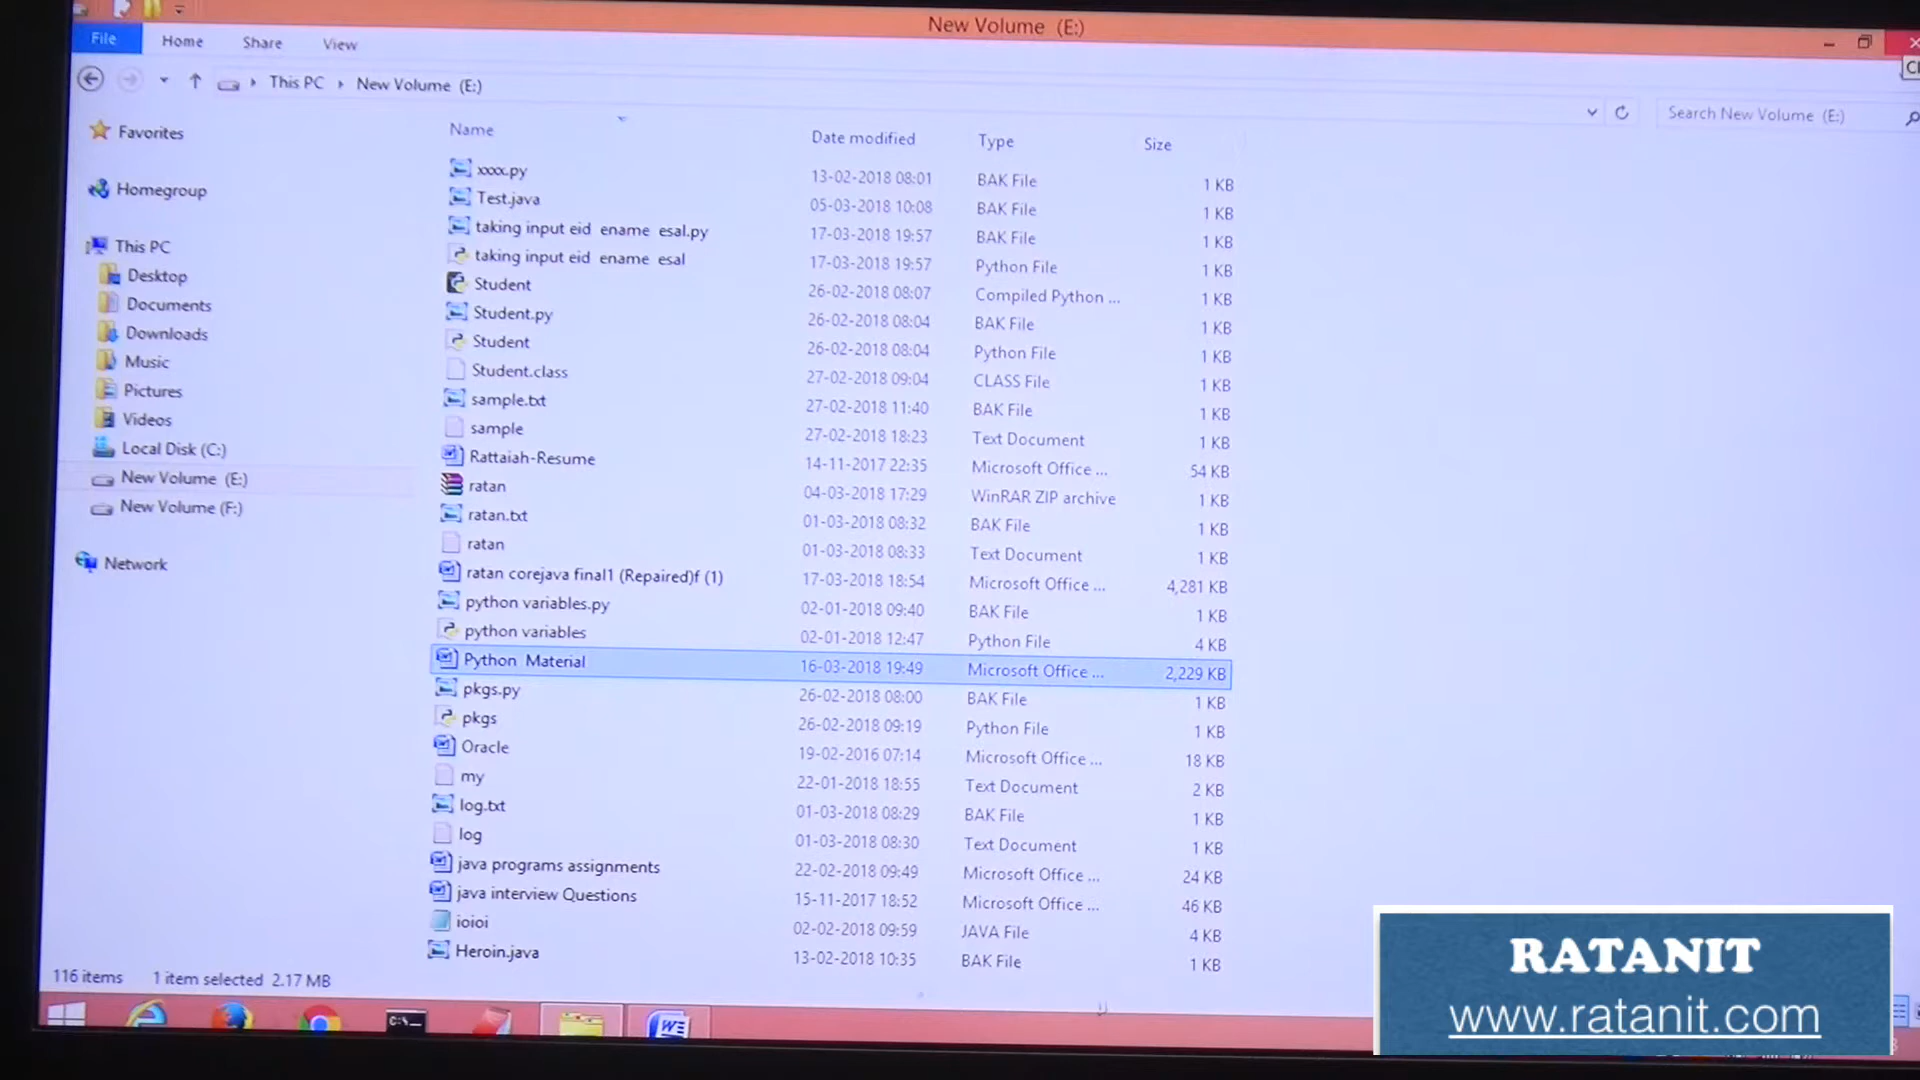 New Volume (E:)
File Home Share View
This PC New Volume (E:)
Search New Volume (E:)
Favorites
Homegroup
This PC
Desktop
Documents
Downloads
Music
Pictures
Videos
Local Disk (C:)
New Volume (E:)
New Volume (F:)
Network
Name Date modified Type Size
xxxx.py 13-02-2018 08:01 BAK File 1 KB
Test.java 05-03-2018 10:08 BAK File 1 KB
taking input eid ename esal.py 17-03-2018 19:57 BAK File 1 KB
taking input eid ename esal 17-03-2018 19:57 Python File 1 KB
Student 26-02-2018 08:07 Compiled Python ... 1 KB
Student.py 26-02-2018 08:04 BAK File 1 KB
Student 26-02-2018 08:04 Python File 1 KB
Student.class 27-02-2018 09:04 CLASS File 1 KB
sample.txt 27-02-2018 11:40 BAK File 1 KB
sample 27-02-2018 18:23 Text Document 1 KB
Rattaiah-Resume 14-11-2017 22:35 Microsoft Office ... 54 KB
ratan 04-03-2018 17:29 WinRAR ZIP archive 1 KB
ratan.txt 01-03-2018 08:32 BAK File 1 KB
ratan 01-03-2018 08:33 Text Document 1 KB
ratan corejava final1 (Repaired)f (1) 17-03-2018 18:54 Microsoft Office ... 4,281 KB
python variables.py 02-01-2018 09:40 BAK File 1 KB
python variables 02-01-2018 12:47 Python File 4 KB
Python Material 16-03-2018 19:49 Microsoft Office ... 2,229 KB
pkgs.py 26-02-2018 08:00 BAK File 1 KB
pkgs 26-02-2018 09:19 Python File 1 KB
Oracle 19-02-2016 07:14 Microsoft Office ... 18 KB
my 22-01-2018 18:55 Text Document 2 KB
log.txt 01-03-2018 08:29 BAK File 1 KB
log 01-03-2018 08:30 Text Document 1 KB
java programs assignments 22-02-2018 09:49 Microsoft Office ... 24 KB
java interview Questions 15-11-2017 18:52 Microsoft Office ... 46 KB
ioioi 02-02-2018 09:59 JAVA File 4 KB
Heroin.java 13-02-2018 10:35 BAK File 1 KB
116 items 1 item selected 2.17 MB
RATANIT
www.ratanit.com